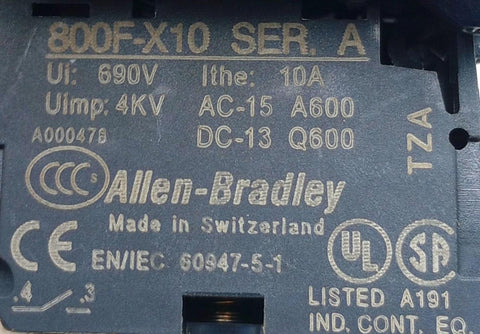 800F-X10 SER. A
Ui: 690V Ithe: 10A
Uimp: 4KV AC-15 A600
A000478 DC-13 Q600
TZA
CCC S Allen-Bradley
Made in Switzerland
CE EN/IEC 60947-5-1
UL SA
.4 .3 LISTED A191
IND. CONT. EQ.